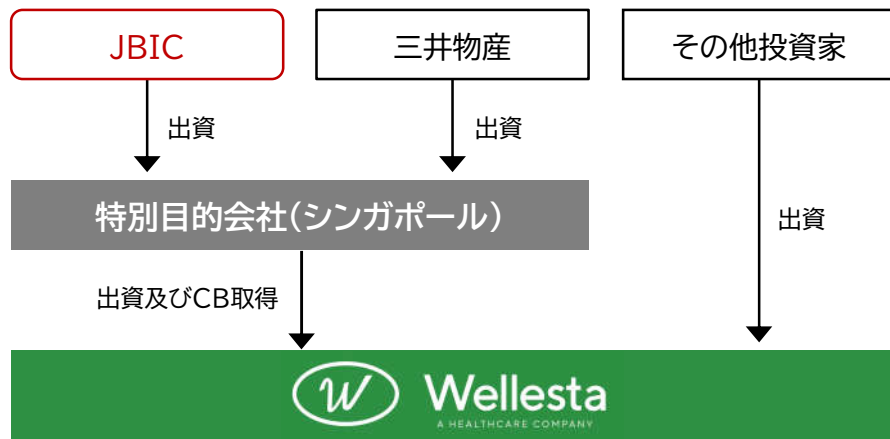 JBIC
三井物産
その他投資家
出資
出資
特別目的会社(シンガポール)
出資
出資及びCB取得
W Wellesta
A HEALTHCARE COMPANY